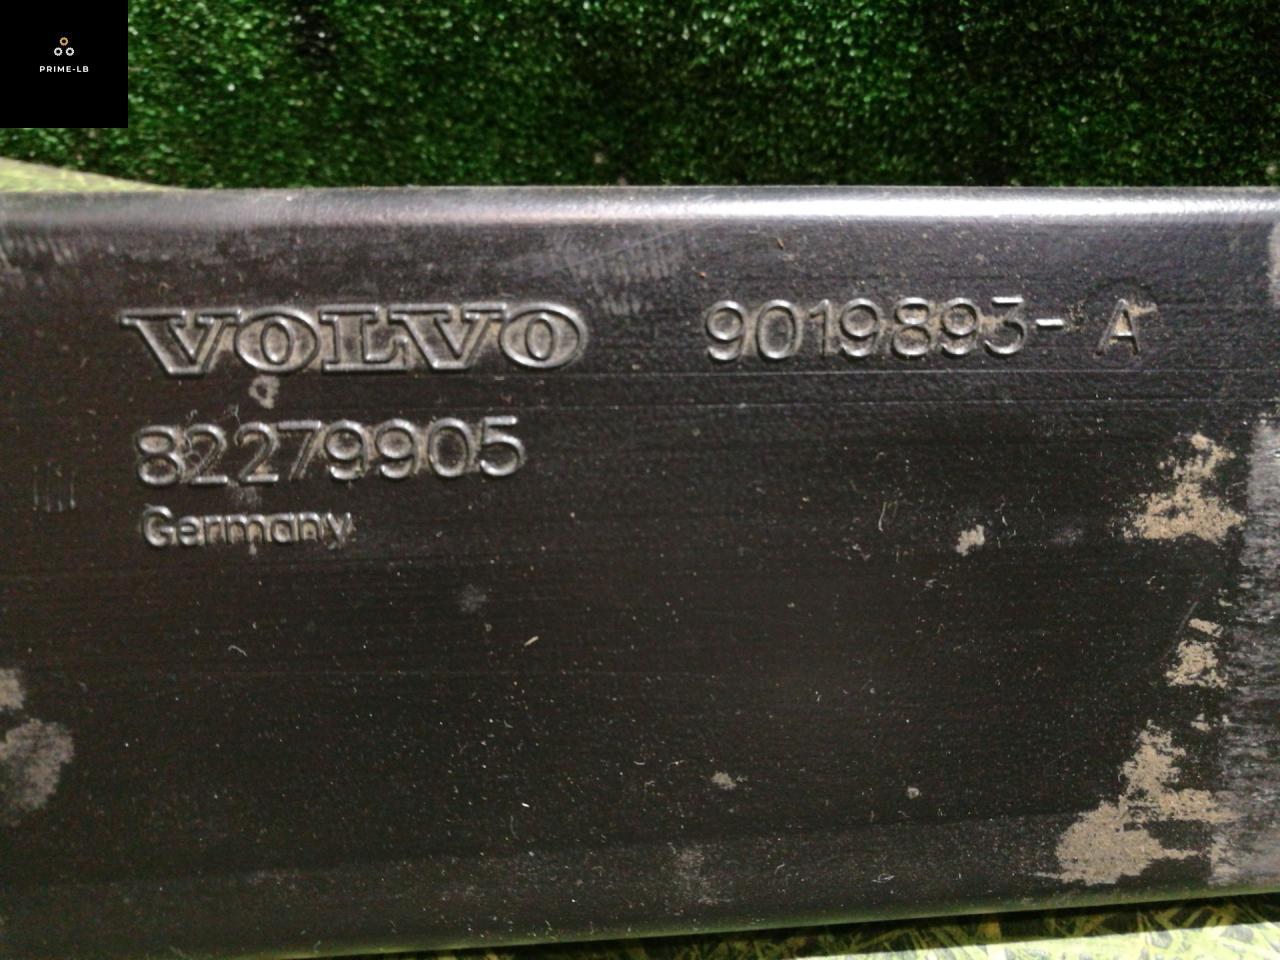 PRIME-LB
VOLVO 9019893- A
82279905
Germany